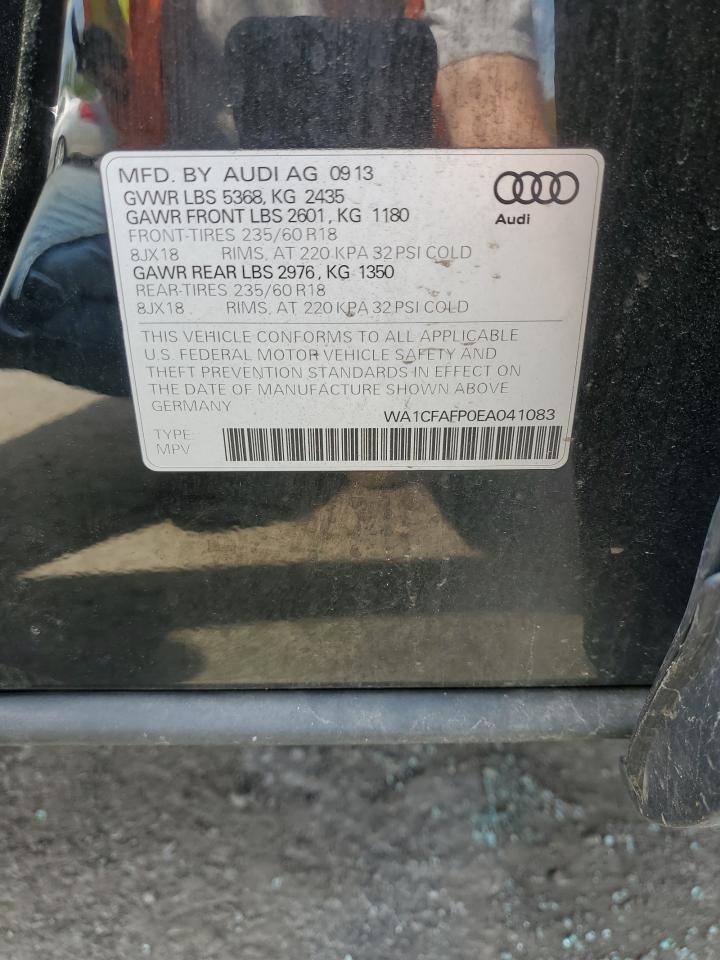 MFD. BY AUDI AG 0913
GVWR LBS 5368, KG 2435
GAWR FRONT LBS 2601, KG 1180
FRONT-TIRES 235/60 R18
8JX18 RIMS, AT 220 KPA 32 PSI COLD
GAWR REAR LBS 2976, KG 1350
REAR-TIRES 235/60 R18
8JX18 RIMS, AT 220 KPA 32 PSI COLD
Audi
THIS VEHICLE CONFORMS TO ALL APPLICABLE
U.S. FEDERAL MOTOR VEHICLE SAFETY AND
THEFT PREVENTION STANDARDS IN EFFECT ON
THE DATE OF MANUFACTURE SHOWN ABOVE
GERMANY
WA1CFAFP0EA041083
TYPE:
MPV